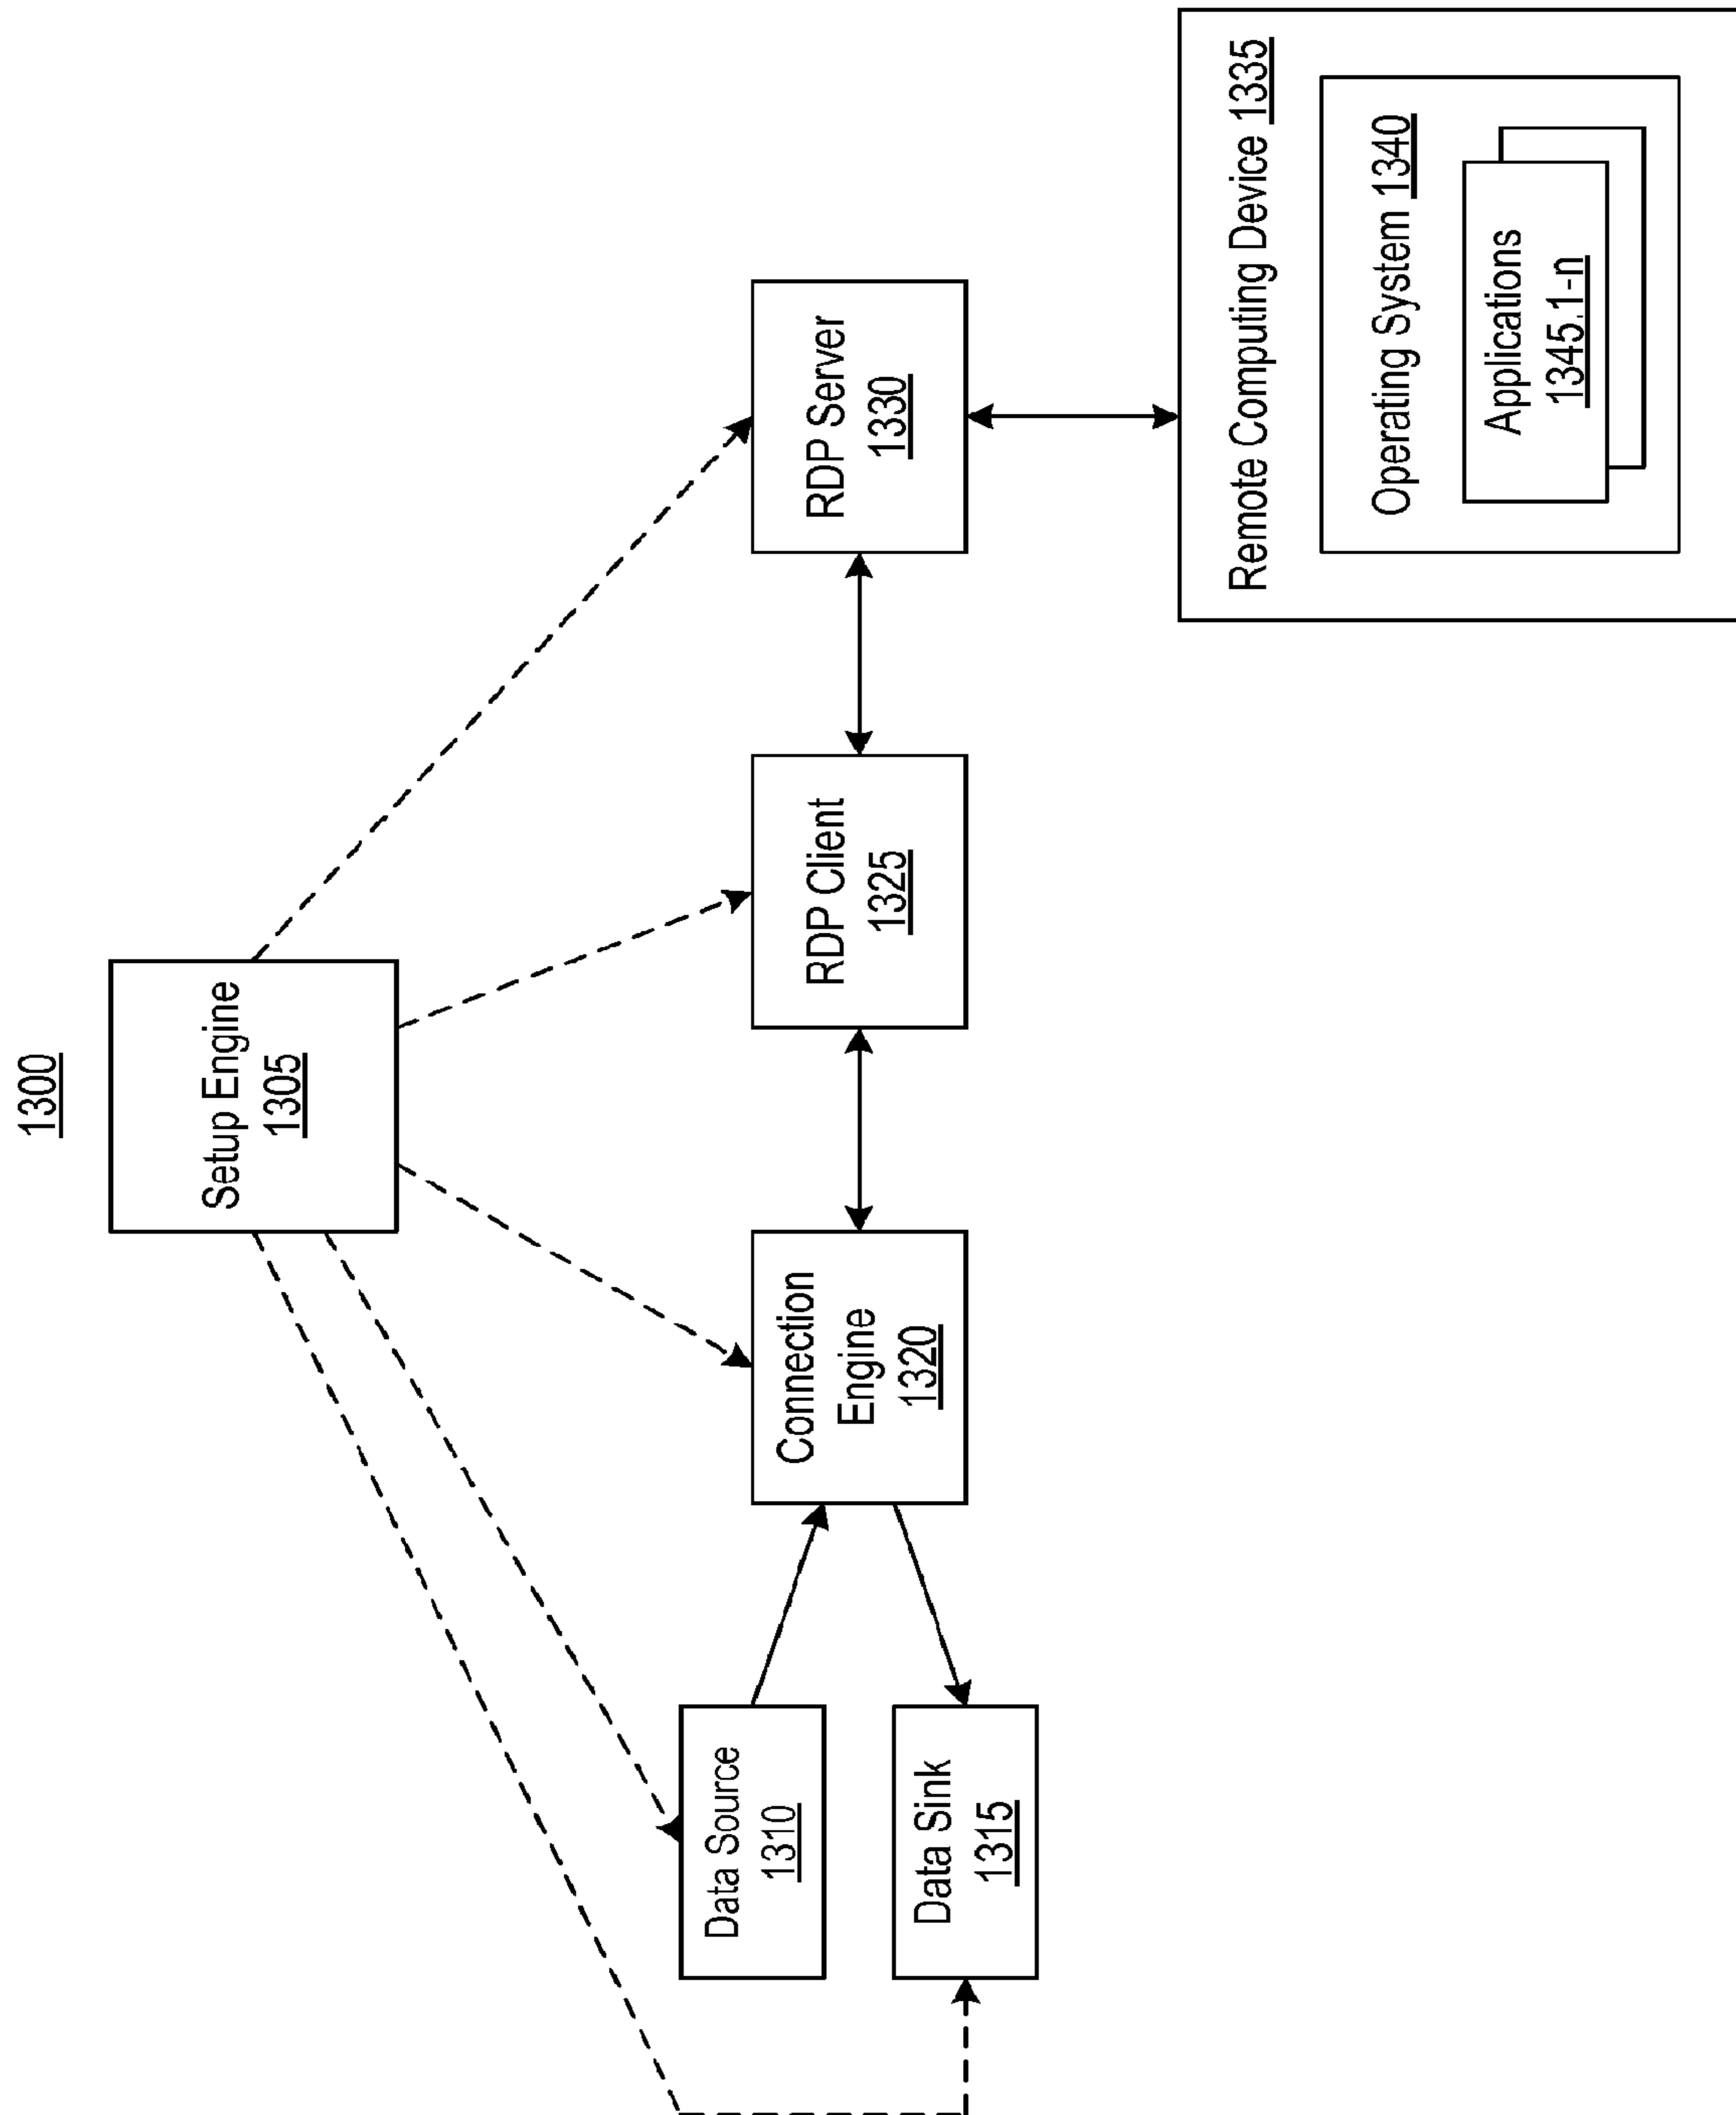 1300
Setup Engine
1305
Data Source
1310
Data Sink
1315
Connection
Engine
1320
RDP Client
1325
RDP Server
1330
Remote Computing Device 1335
Operating System 1340
Applications
1345.1-n